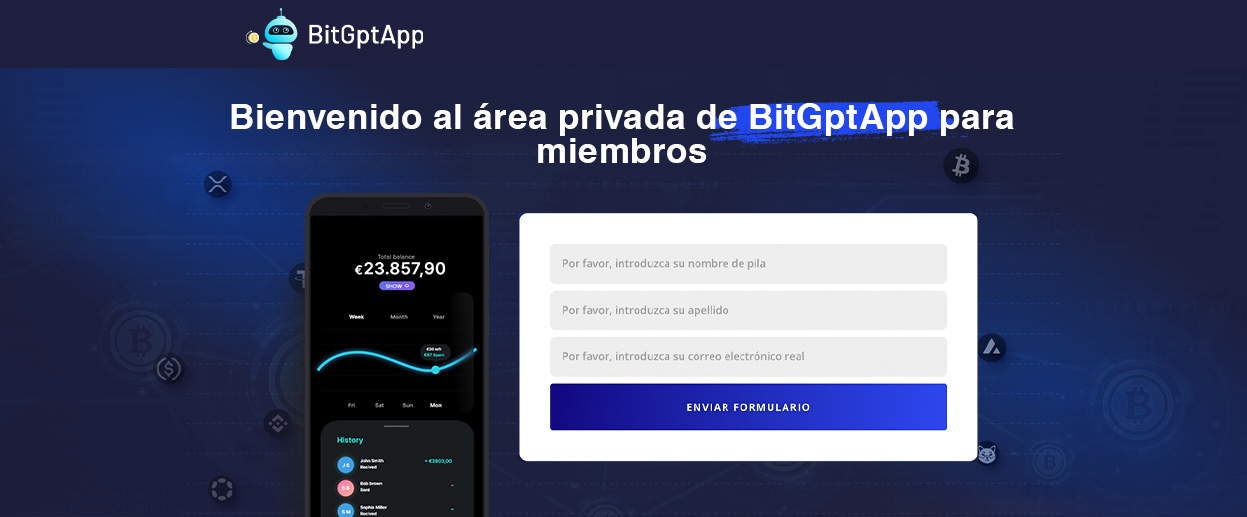 BitGptApp
Bienvenido al área privada de BitGptApp para
miembros
Total balance
€23.857,90
SHOW
Week Month Year
€67 Spent
Fri Sat Sun Mon
History
JS John Smith + €2803,00
Recived
BB Bob brown
Sent
SM Sophia Miller
Recived
Por favor, introduzca su nombre de pila
Por favor, introduzca su apellido
Por favor, introduzca su correo electrónico real
ENVIAR FORMULARIO